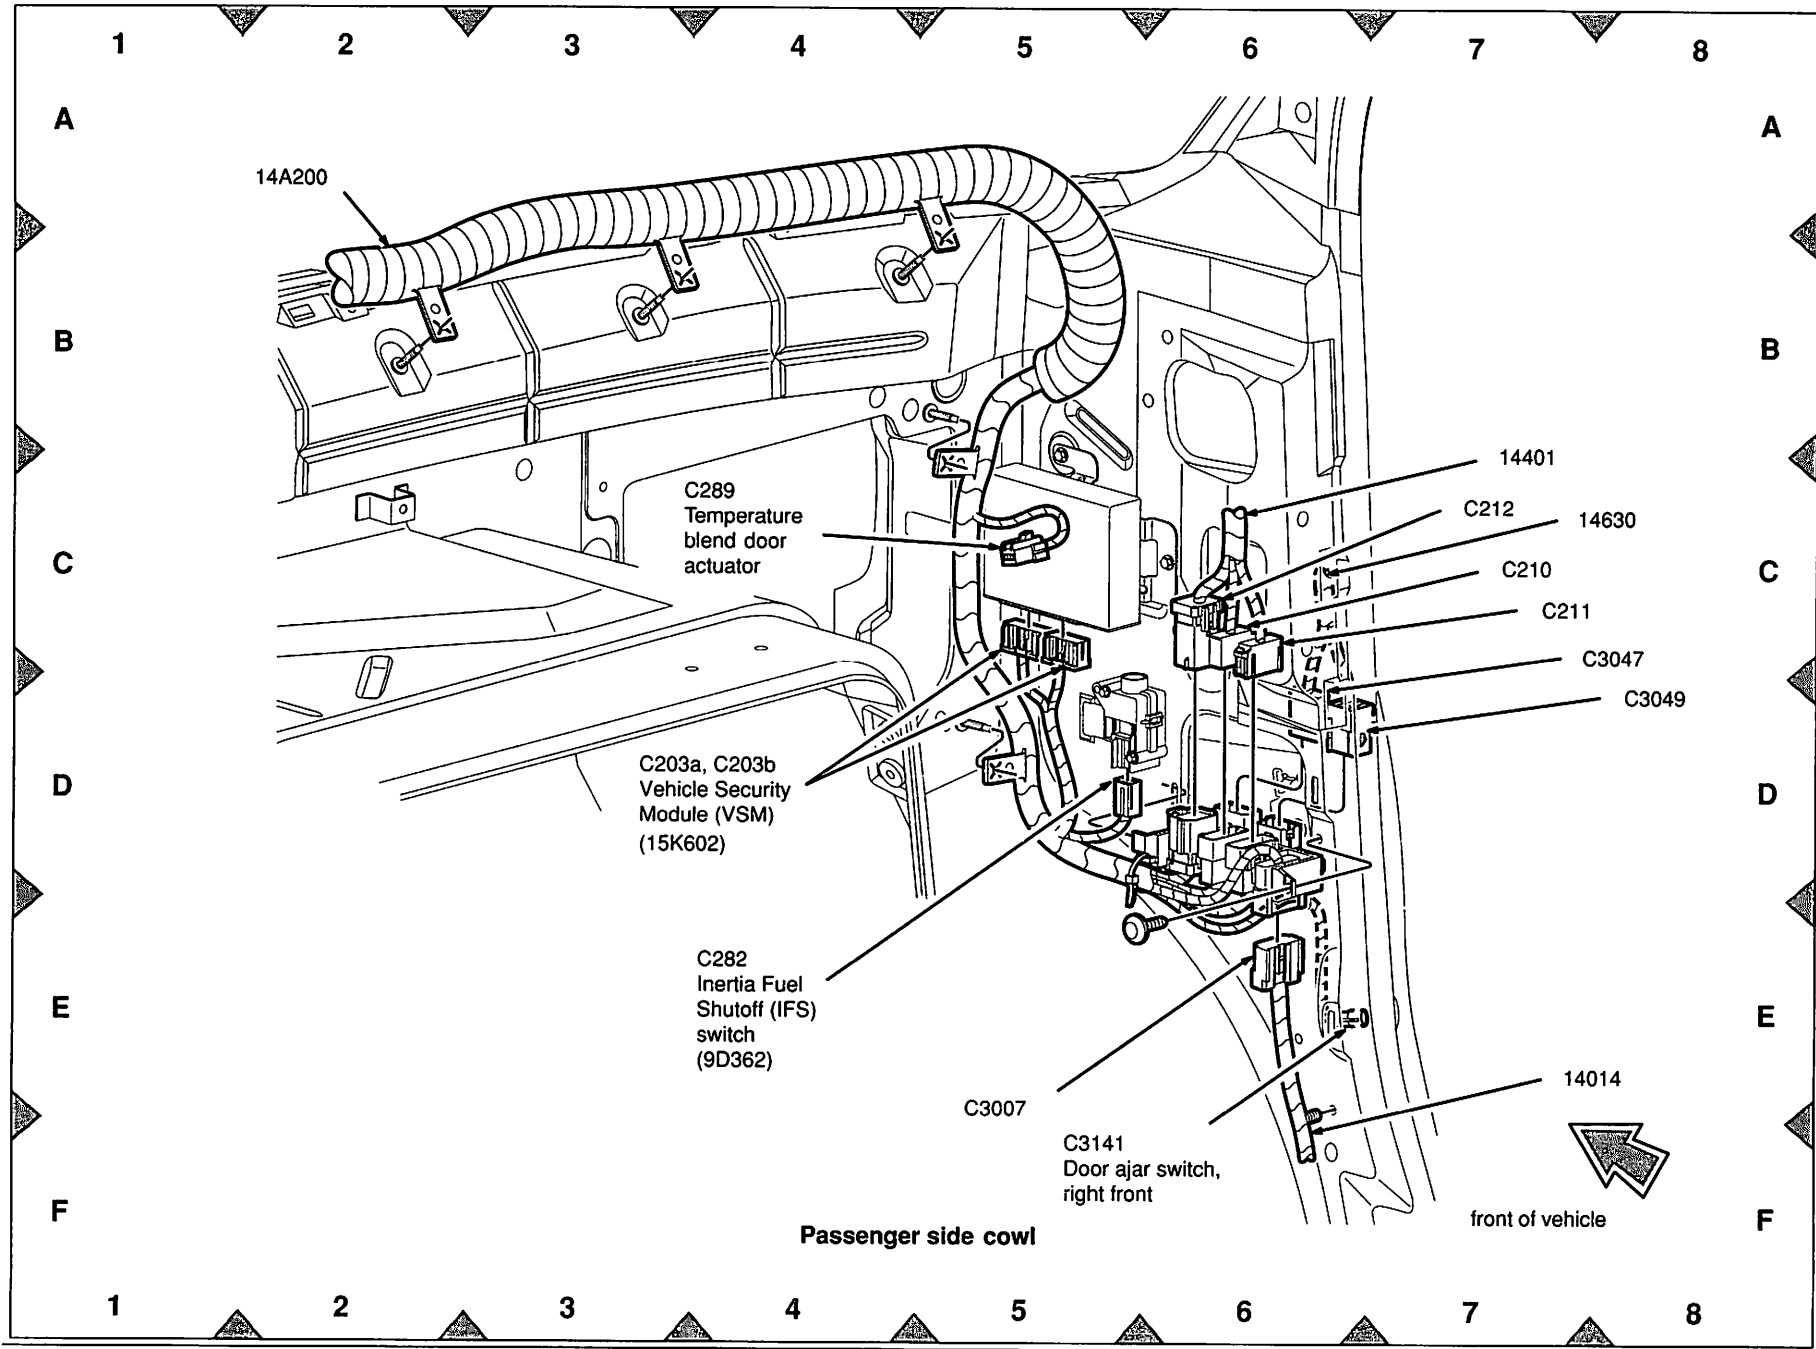 1 2 3 4 5 6 7 8
A A
14A200
B B
14401
C289
Temperature
blend door
actuator
C212
14630
C C
C210
C211
C3047
C3049
C203a, C203b
Vehicle Security
Module (VSM)
(15K602)
D D
C282
Inertia Fuel
Shutoff (IFS)
switch
(9D362)
E E
14014
C3007
C3141
Door ajar switch,
right front
F F
front of vehicle
Passenger side cowl
1 2 3 4 5 6 7 8